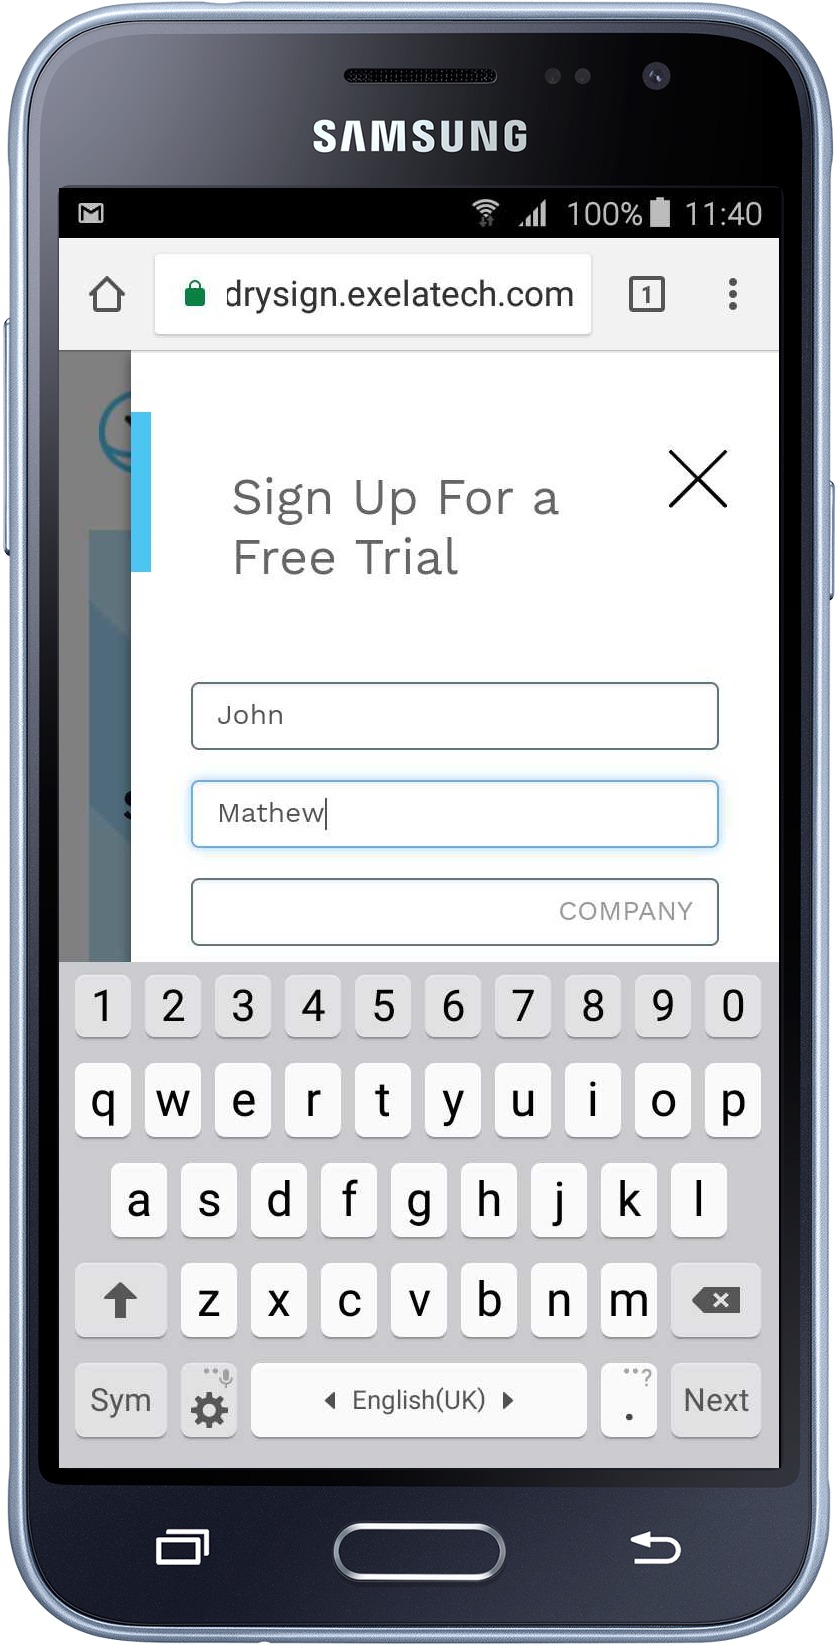 SAMSUNG
100% 11:40
drysign.exelatech.com 1
Sign Up For a
Free Trial
John
Mathew
COMPANY
1 2 3 4 5 6 7 8 9 0
q w e r t y u i o p
a s d f g h j k l
z x c v b n m
Sym English(UK) . ? Next